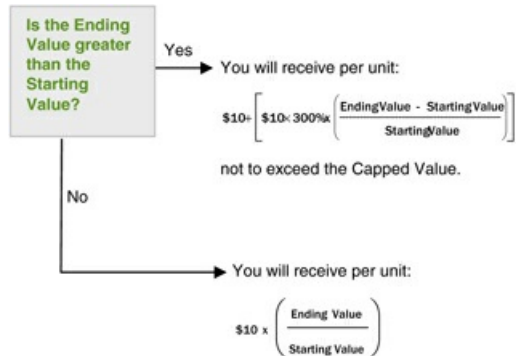 Is the Ending
Value greater
than the
Starting
Value?
Yes
You will receive per unit:
$10+ [ $10× 300%x ( EndingValue - StartingValue
StartingValue ) ]
not to exceed the Capped Value.
No
You will receive per unit:
$10 x ( Ending Value
Starting Value )